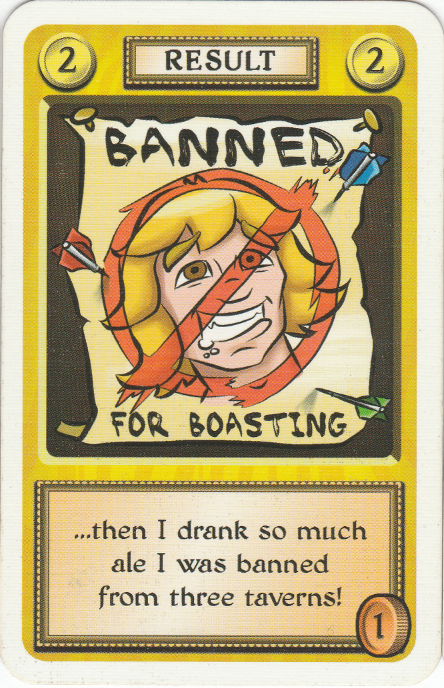 2 RESULT 2
BANNED
FOR BOASTING
...then I drank so much
ale I was banned
from three taverns!
1